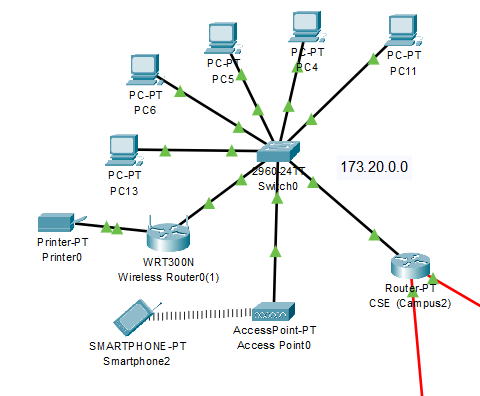 PC-PT
PC4
PC-PT
PC5
PC-PT
PC11
PC-PT
PC6
PC-PT
PC13
2960-24TT
Switch0
173.20.0.0
Printer-PT
Printer0
WRT300N
Wireless Router0(1)
Router-PT
CSE (Campus2)
AccessPoint-PT
Access Point0
SMARTPHONE-PT
Smartphone2